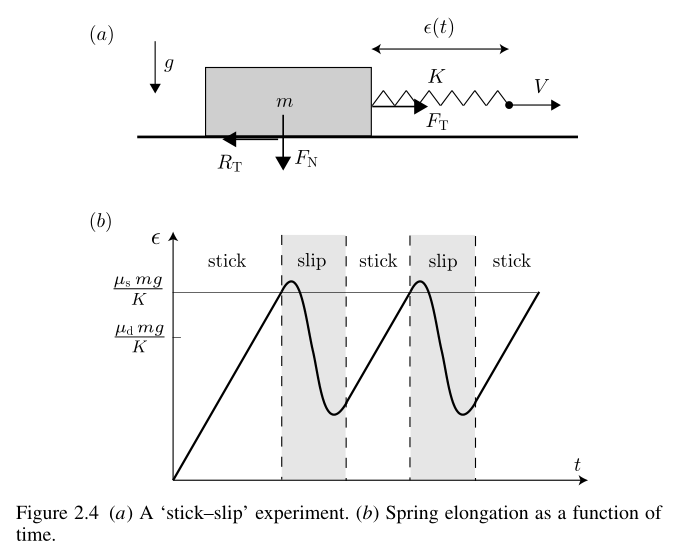 (a)
ϵ(t)
g
K
V
m
F_T
R_T
F_N
(b)
ϵ
stick slip stick slip stick
μ_s mg / K
μ_d mg / K
t
Figure 2.4 (a) A ‘stick–slip’ experiment. (b) Spring elongation as a function of
time.